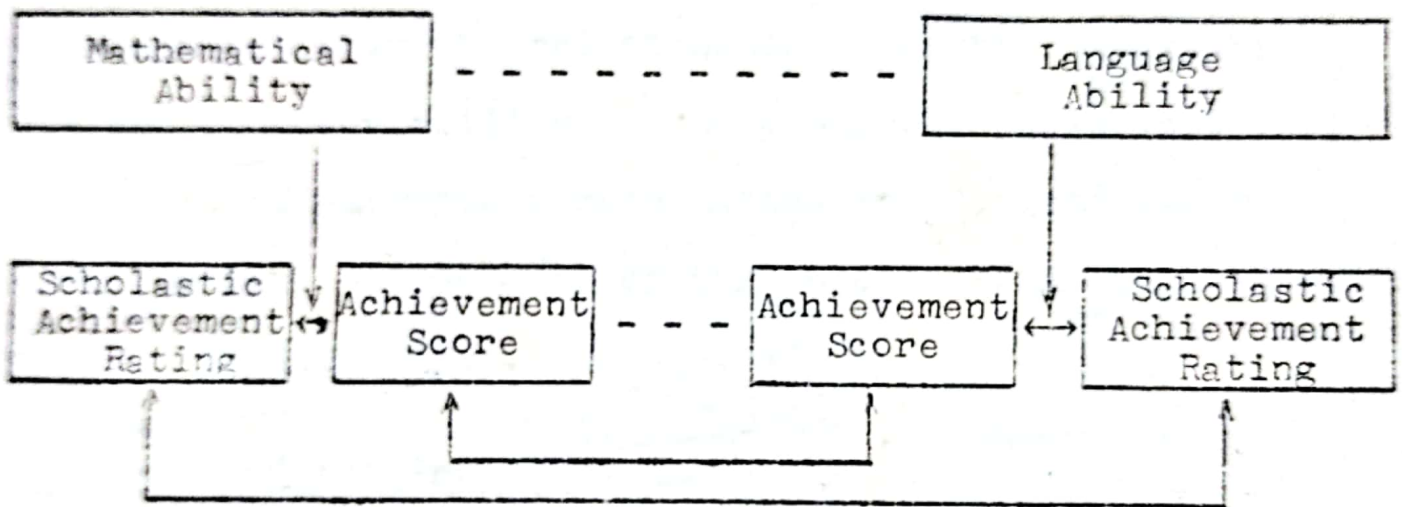 Mathematical
Ability
Language
Ability
Scholastic
Achievement
Rating
Achievement
Score
Achievement
Score
Scholastic
Achievement
Rating